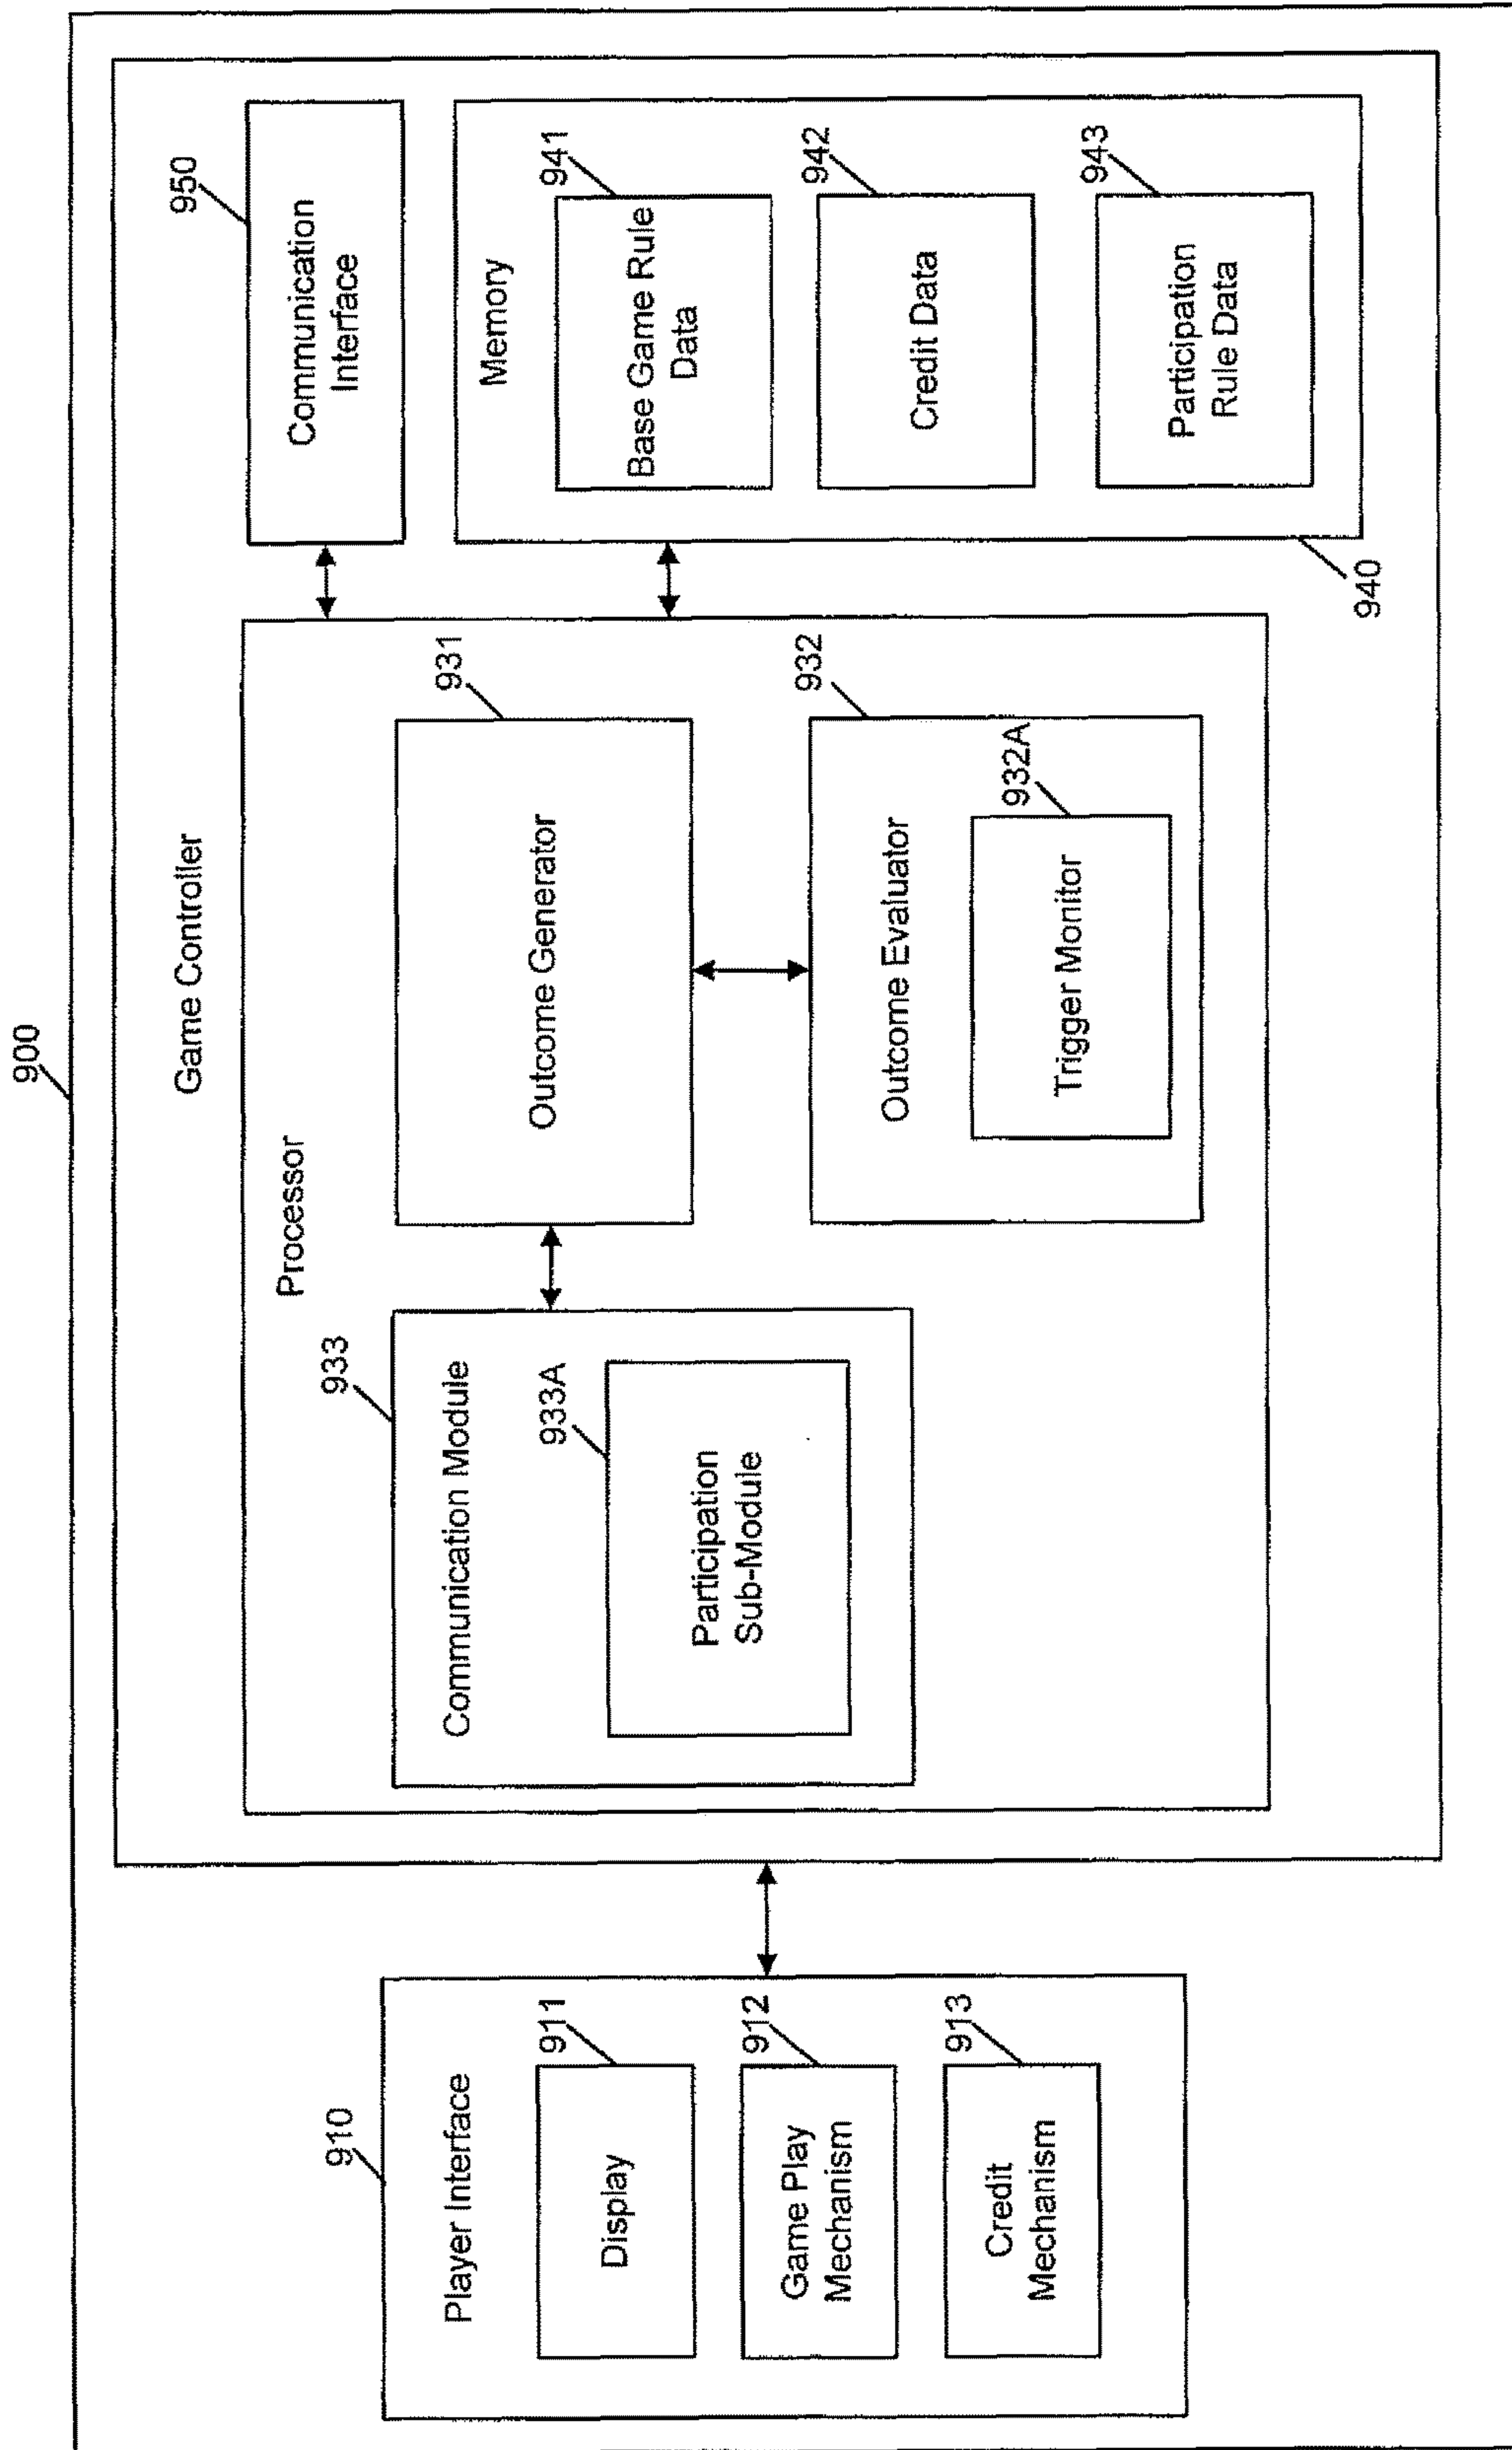 900
Game Controller
Processor
950
Communication
Interface
Memory
941
Base Game Rule
Data
942
Credit Data
943
Participation
Rule Data
940
931
Outcome Generator
932
Outcome Evaluator
932A
Trigger Monitor
933
Communication Module
933A
Participation
Sub-Module
910
Player Interface
911
Display
912
Game Play
Mechanism
913
Credit
Mechanism